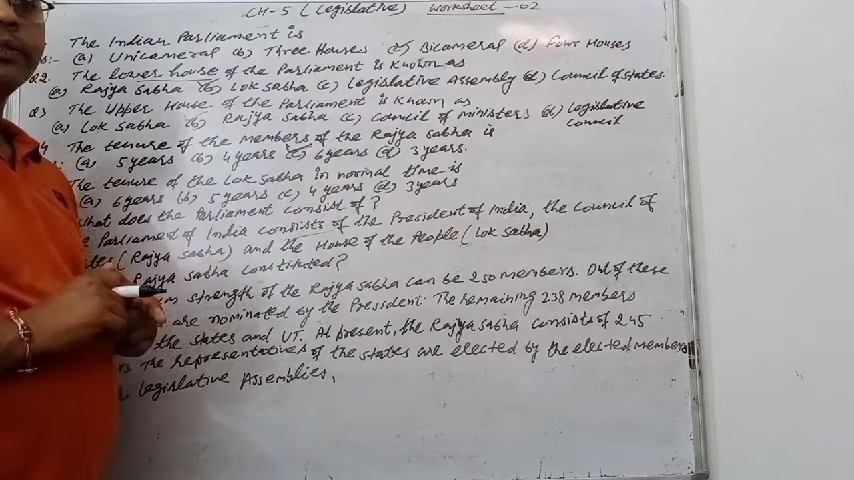 CH-5 (Legislative) Worksheet-02
The Indian Parliament is
(a) Unicameral (b) Three Houses (c) Bicameral (d) Four Houses
Q2. The lower house of the Parliament is Known as
(a) Rajya Sabha (b) Lok Sabha (c) Legislative Assembly (d) Council of States.
Q3 The Upper House of the Parliament is Known as
(a) Lok Sabha (b) Rajya Sabha (c) Council of Ministers (d) Legislative Council
The tenure of the members of the Rajya Sabha is
(a) 5 years (b) 4 years (c) 6 years (d) 3 years.
The tenure of the Lok Sabha in normal time is
(a) 6 years (b) 5 years (c) 4 years (d) 3 years
What does the Parliament consist of?
Parliament of India consists of the President of India, the Council of
(Rajya Sabha) and the House of the People (Lok Sabha)
Rajya Sabha constituted?
strength of the Rajya Sabha can be 250 members. Out of these
are nominated by the President. The remaining 238 members
the states and UT. At present, the Rajya Sabha consists of 245
The representatives of the states are elected by the elected members
Legislative Assemblies.